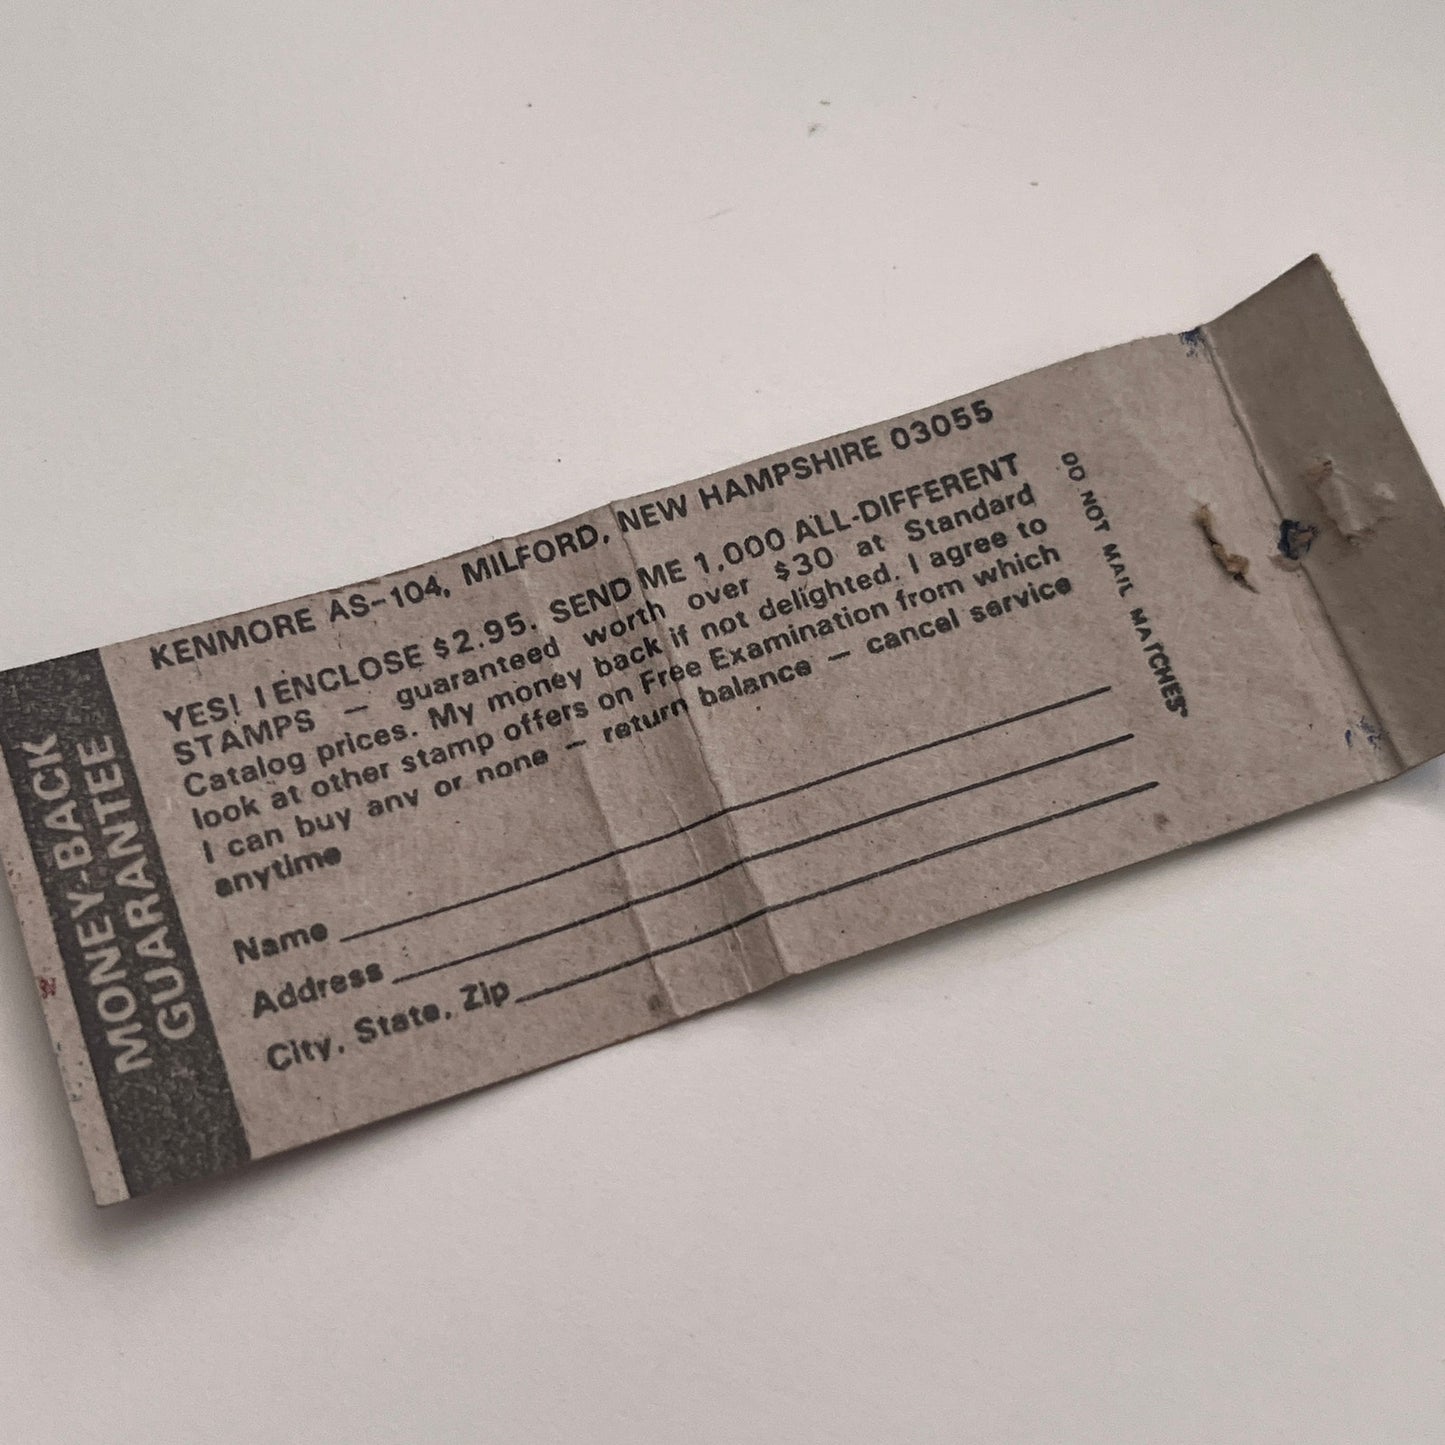 KENMORE AS-104, MILFORD, NEW HAMPSHIRE 03055
YES! I ENCLOSE $2.95. SEND ME 1,000 ALL-DIFFERENT
STAMPS — guaranteed worth over $30 at Standard
Catalog prices. My money back if not delighted. I agree to
look at other stamp offers on Free Examination from which
I can buy any or none — return balance — cancel service
anytime
Name
Address
City, State, Zip
MONEY-BACK
GUARANTEE
DO NOT MAIL MATCHES